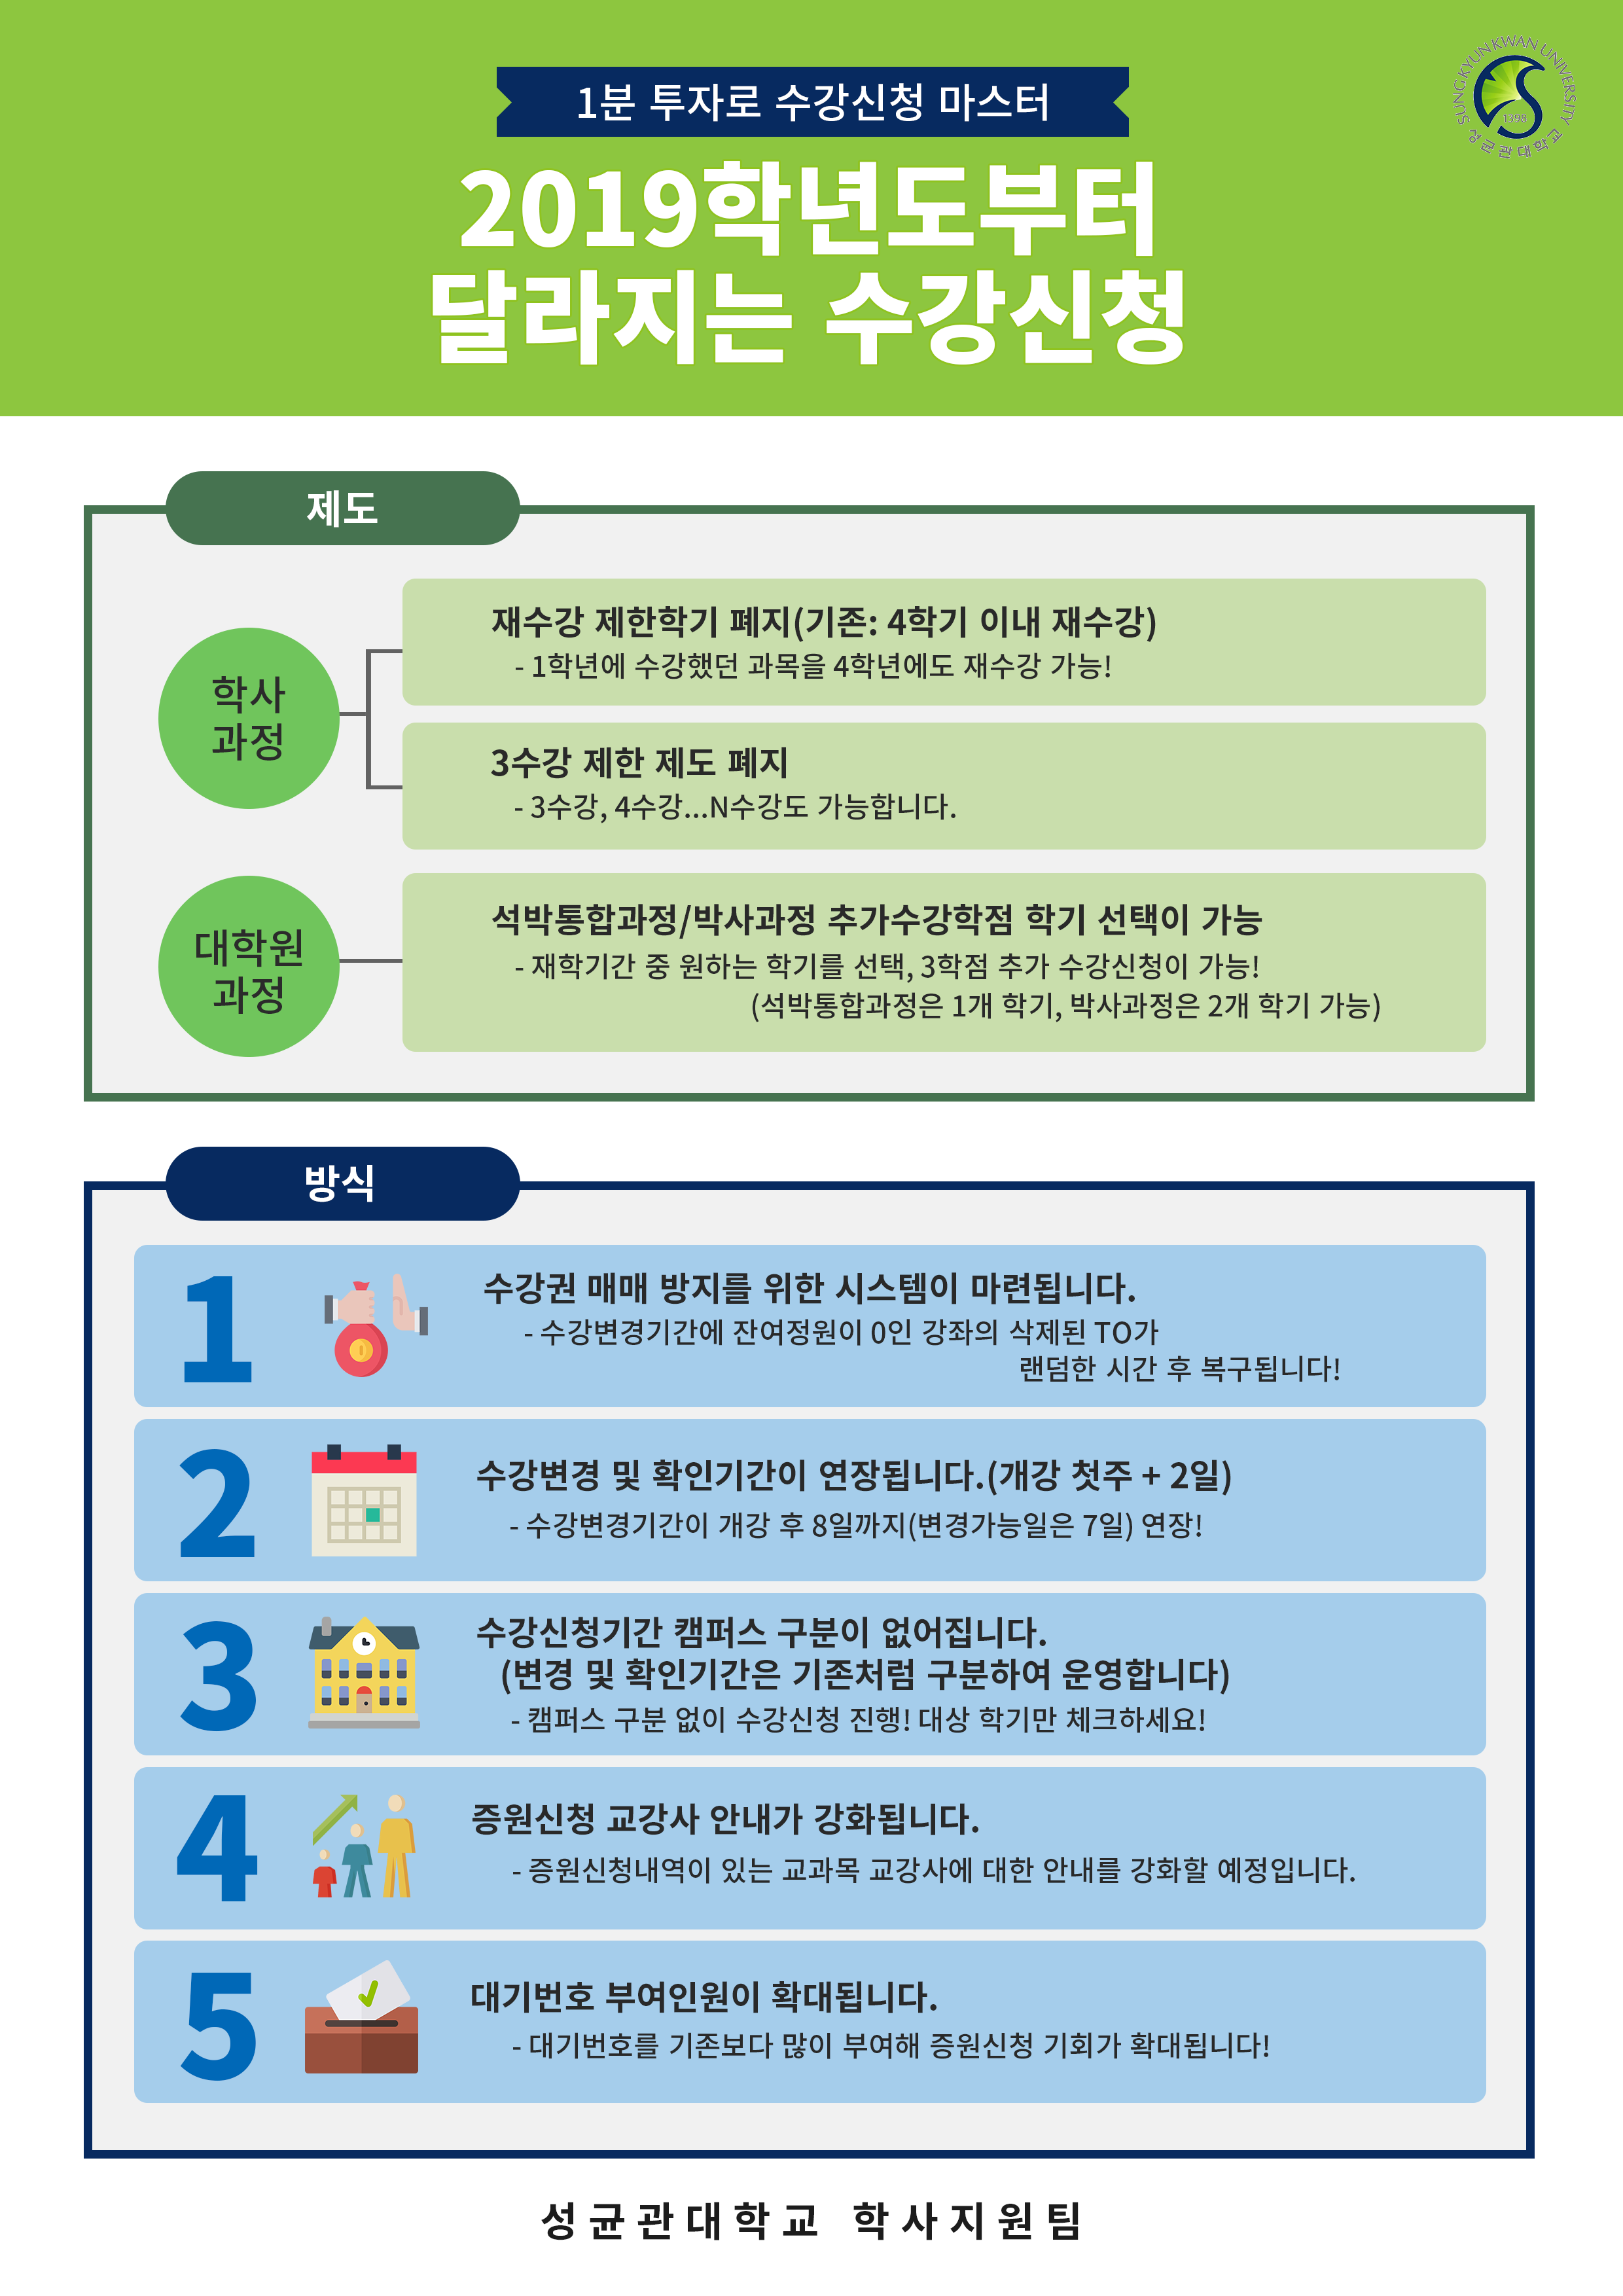 SUNGKYUNKWAN UNIVERSITY
1398
성균관대학교
1분 투자로 수강신청 마스터
2019학년도부터
달라지는 수강신청
제도
학사
과정
재수강 제한학기 폐지(기존: 4학기 이내 재수강)
- 1학년에 수강했던 과목을 4학년에도 재수강 가능!
3수강 제한 제도 폐지
- 3수강, 4수강...N수강도 가능합니다.
대학원
과정
석박통합과정/박사과정 추가수강학점 학기 선택이 가능
- 재학기간 중 원하는 학기를 선택, 3학점 추가 수강신청이 가능!
(석박통합과정은 1개 학기, 박사과정은 2개 학기 가능)
방식
1
수강권 매매 방지를 위한 시스템이 마련됩니다.
- 수강변경기간에 잔여정원이 0인 강좌의 삭제된 TO가
랜덤한 시간 후 복구됩니다!
2
수강변경 및 확인기간이 연장됩니다.(개강 첫주 + 2일)
- 수강변경기간이 개강 후 8일까지(변경가능일은 7일) 연장!
3
수강신청기간 캠퍼스 구분이 없어집니다.
(변경 및 확인기간은 기존처럼 구분하여 운영합니다)
- 캠퍼스 구분 없이 수강신청 진행! 대상 학기만 체크하세요!
4
증원신청 교강사 안내가 강화됩니다.
- 증원신청내역이 있는 교과목 교강사에 대한 안내를 강화할 예정입니다.
5
대기번호 부여인원이 확대됩니다.
- 대기번호를 기존보다 많이 부여해 증원신청 기회가 확대됩니다!
성균관대학교 학사지원팀